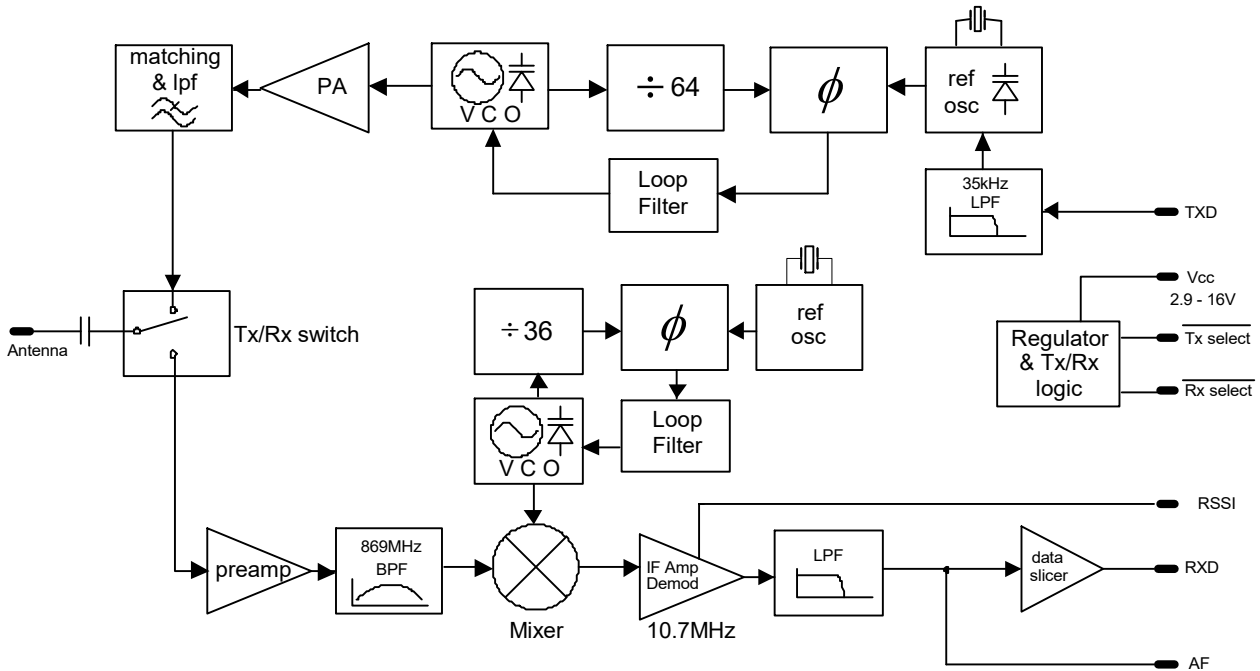 matching
& lpf
PA
V C O
÷ 64
ϕ
ref
osc
Loop
Filter
35kHz
LPF
TXD
Antenna
Tx/Rx switch
÷ 36
ϕ
ref
osc
V C O
Loop
Filter
Vcc
2.9 - 16V
Regulator
& Tx/Rx
logic
Tx select
Rx select
preamp
869MHz
BPF
Mixer
IF Amp
Demod
10.7MHz
LPF
data
slicer
RSSI
RXD
AF